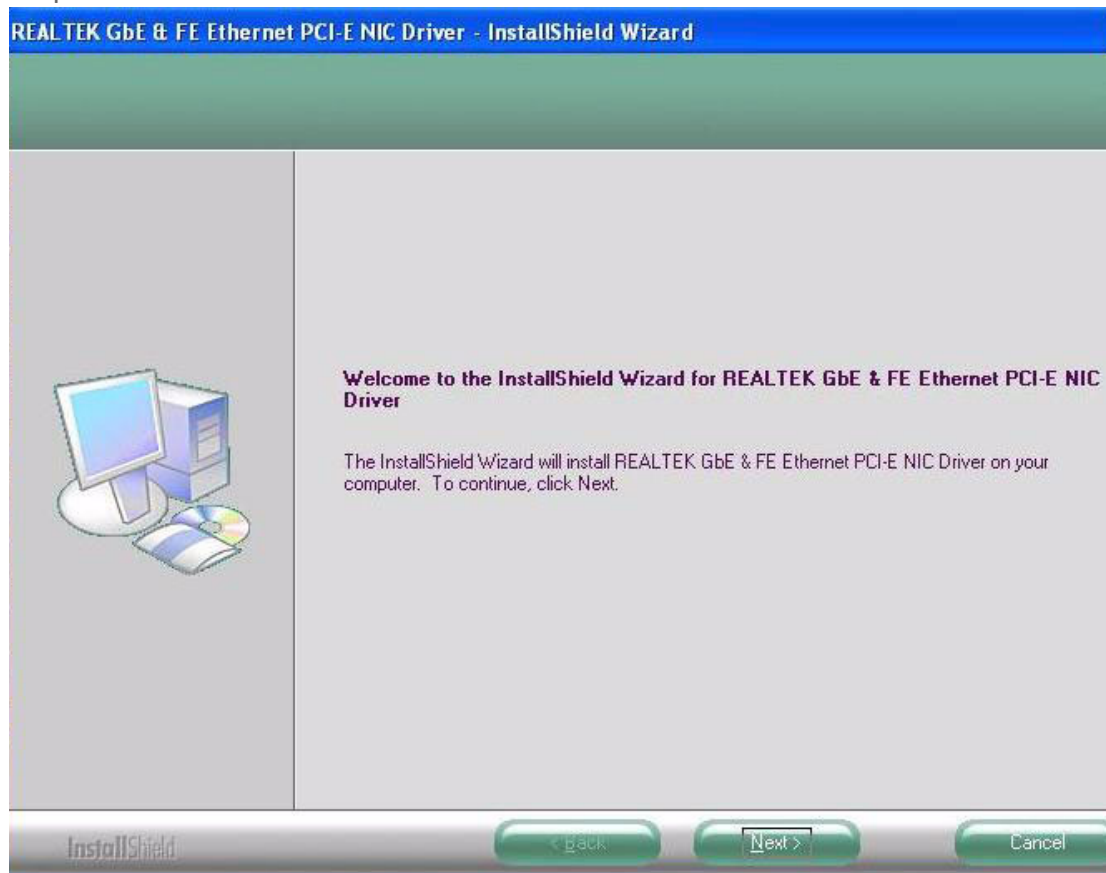 REALTEK GbE & FE Ethernet PCI-E NIC Driver - InstallShield Wizard
Welcome to the InstallShield Wizard for REALTEK GbE & FE Ethernet PCI-E NIC
Driver
The InstallShield Wizard will install REALTEK GbE & FE Ethernet PCI-E NIC Driver on your
computer. To continue, click Next.
InstallShield
< Back
Next >
Cancel